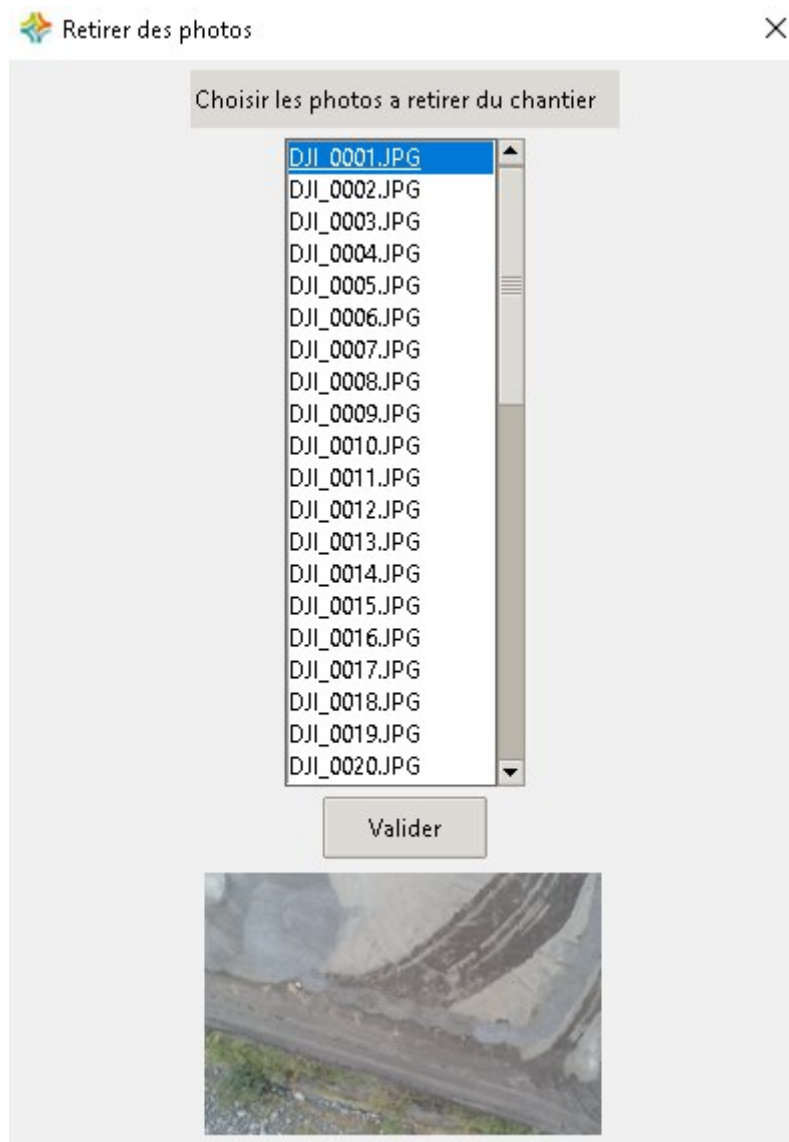 Retirer des photos
Choisir les photos a retirer du chantier
DJI_0001.JPG
DJI_0002.JPG
DJI_0003.JPG
DJI_0004.JPG
DJI_0005.JPG
DJI_0006.JPG
DJI_0007.JPG
DJI_0008.JPG
DJI_0009.JPG
DJI_0010.JPG
DJI_0011.JPG
DJI_0012.JPG
DJI_0013.JPG
DJI_0014.JPG
DJI_0015.JPG
DJI_0016.JPG
DJI_0017.JPG
DJI_0018.JPG
DJI_0019.JPG
DJI_0020.JPG
Valider